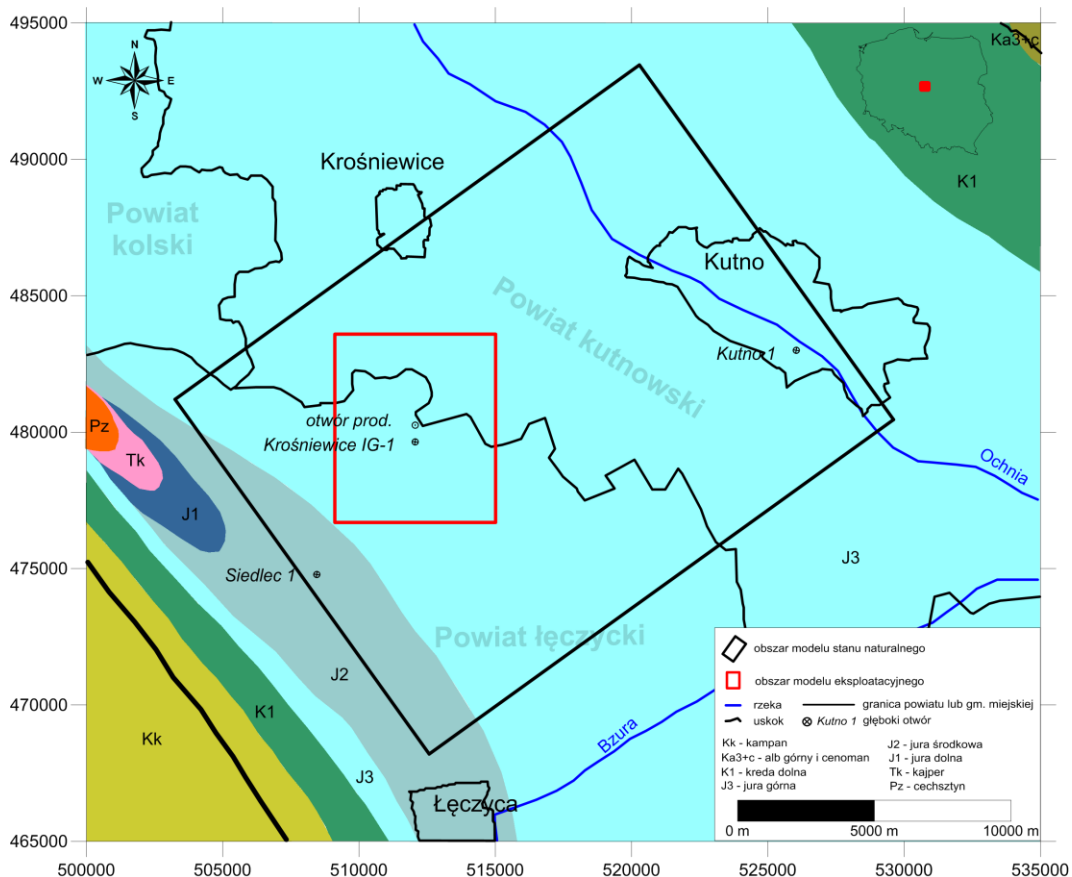 495000
490000
485000
480000
475000
470000
465000
500000
505000
510000
515000
520000
525000
530000
535000
N
W
E
S
Ka3+c
K1
Krośniewice
Powiat
kolski
Kutno
Powiat kutnowski
Kutno 1
otwór prod.
Krośniewice IG-1
Pz
Tk
J1
Ochnia
J3
Siedlec 1
Powiat łęczycki
J2
K1
Kk
J3
Bzura
Łęczyca
obszar modelu stanu naturalnego
obszar modelu eksploatacyjnego
rzeka
granica powiatu lub gm. miejskiej
uskok
Kutno 1 głęboki otwór
Kk - kampan
Ka3+c - alb górny i cenoman
K1 - kreda dolna
J3 - jura górna
J2 - jura środkowa
J1 - jura dolna
Tk - kajper
Pz - cechsztyn
0 m
5000 m
10000 m